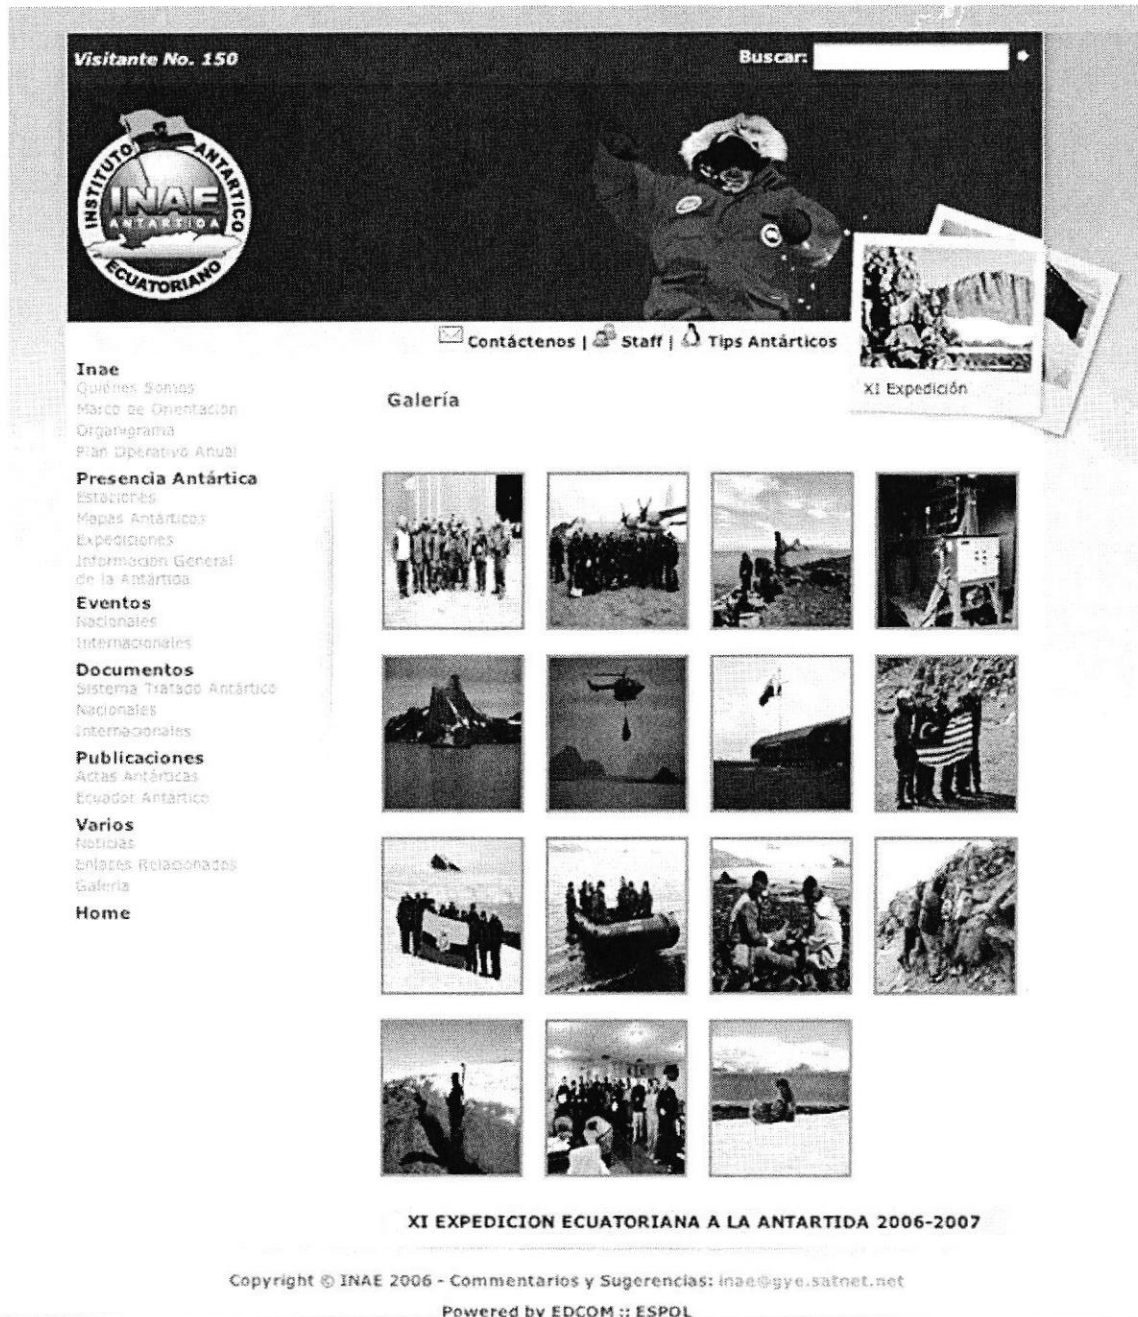 Visitante No. 150
Buscar:
INSTITUTO ANTARTICO ECUATORIANO
INAE
ANTARTIDA
Contáctenos | Staff | Tips Antárticos
XI Expedición
Inae
Quiénes Somos
Marco de Orientación
Organigrama
Plan Operativo Anual
Galería
Presencia Antártica
Estaciones
Mapas Antárticos
Expediciones
Información General
de la Antártida
Eventos
Nacionales
Internacionales
Documentos
Sistema Tratado Antártico
Nacionales
Internacionales
Publicaciones
Actas Antárticas
Ecuador Antártico
Varios
Noticias
Enlaces Relacionados
Galería
Home
XI EXPEDICION ECUATORIANA A LA ANTARTIDA 2006-2007
Copyright © INAE 2006 - Commentarios y Sugerencias: inae@gye.satnet.net
Powered by EDCOM :: ESPOL